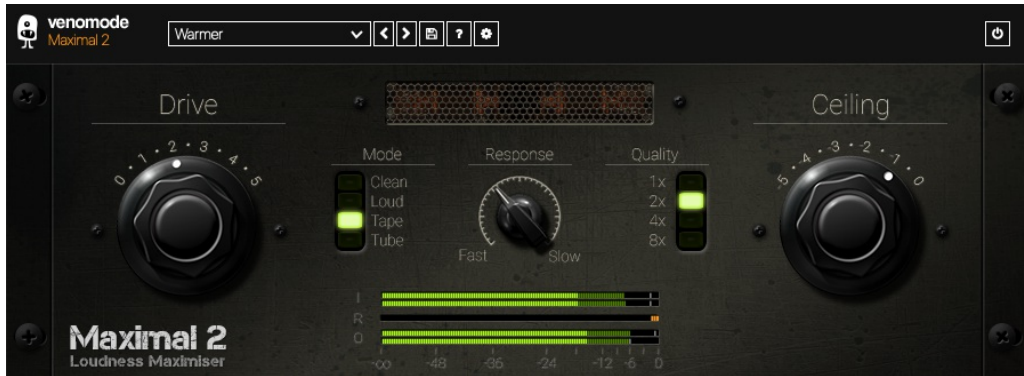 venomode
Maximal 2
Warmer
?
Drive
Ceiling
0 1 2 3 4 5
-5 -4 -3 -2 -1 0
Mode
Clean
Loud
Tape
Tube
Response
Fast
Slow
Quality
1x
2x
4x
8x
I
R
O
-∞ -48 -36 -24 -12 -6 0
Maximal 2
Loudness Maximiser